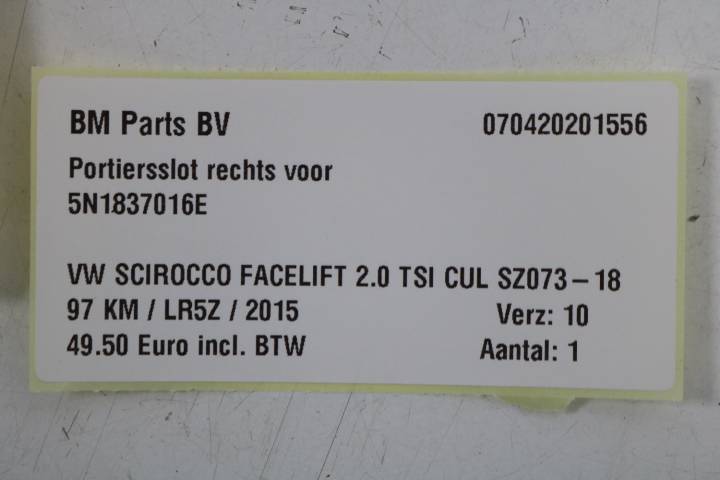 BM Parts BV 070420201556
Portiersslot rechts voor
5N1837016E
VW SCIROCCO FACELIFT 2.0 TSI CUL SZ073-18
97 KM / LR5Z / 2015 Verz: 10
49.50 Euro incl. BTW Aantal: 1